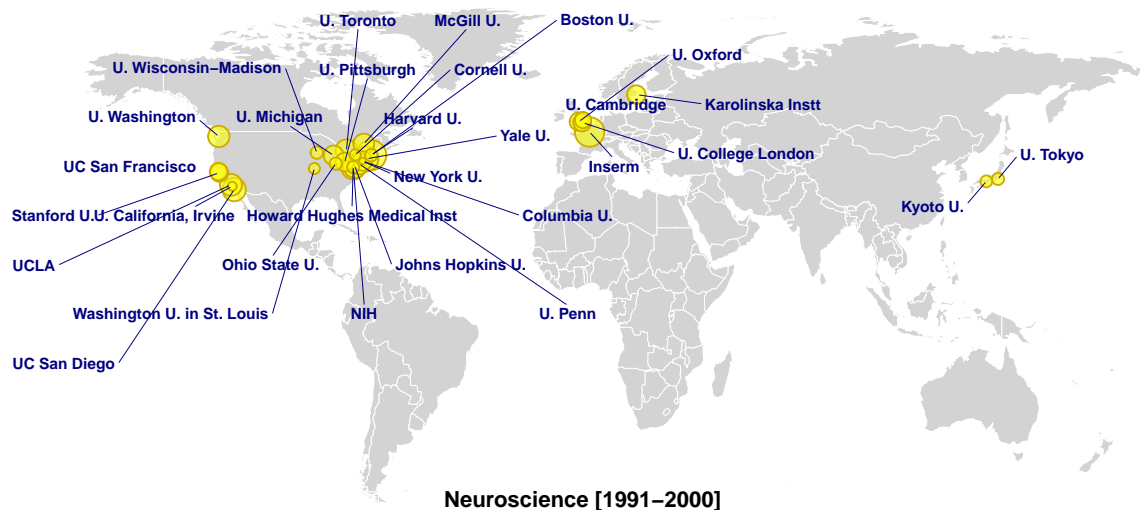 U. Toronto
McGill U.
Boston U.
U. Wisconsin−Madison
U. Pittsburgh
Cornell U.
U. Oxford
U. Washington
U. Michigan
Harvard U.
U. Cambridge
Karolinska Instt
Yale U.
UC San Francisco
New York U.
Inserm
U. College London
U. Tokyo
Stanford U.
U. California, Irvine
Howard Hughes Medical Inst
Columbia U.
Kyoto U.
UCLA
Ohio State U.
Johns Hopkins U.
Washington U. in St. Louis
NIH
U. Penn
UC San Diego
Neuroscience [1991−2000]